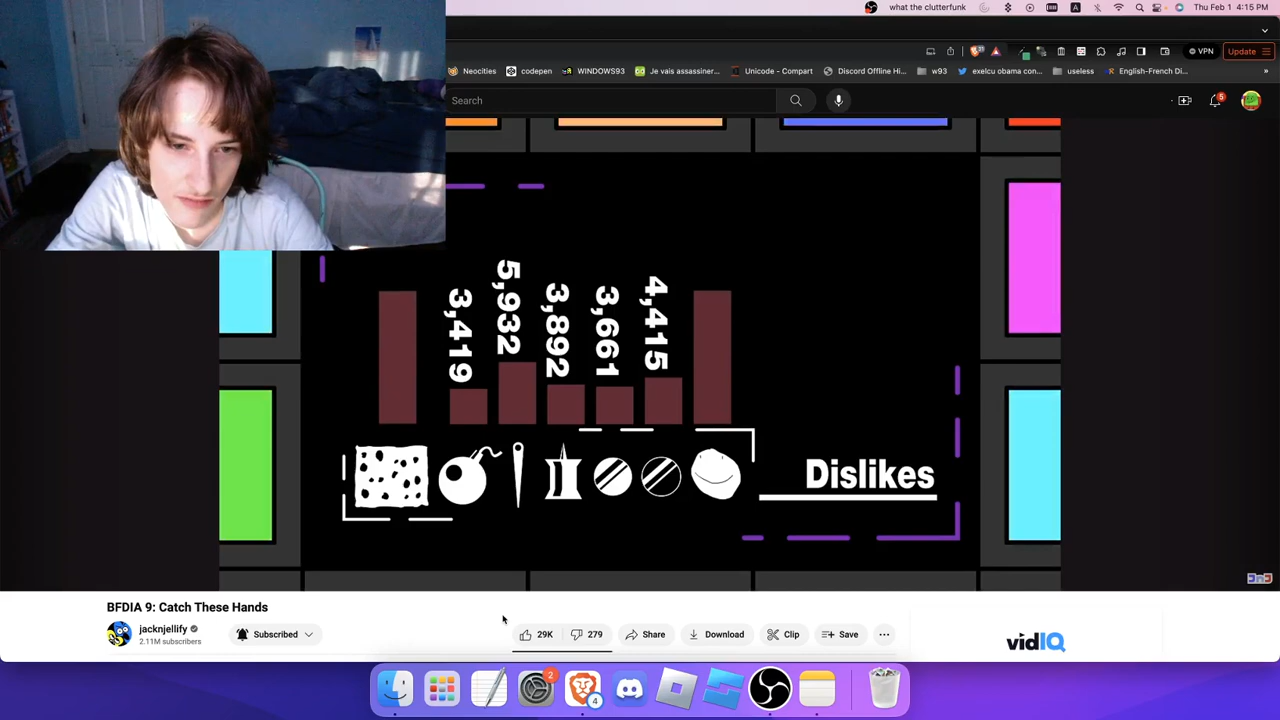 what the clutterfunk
A
Thu Feb 1 4:15 PM
21
VPN
Update
Neocities
codepen
WINDOWS93
Je vais assassiner...
Unicode - Compart
Discord Offline Hi...
w93
exelcu obama con...
useless
English-French Di...
»
Search
5
3,419
5,932
3,892
3,661
4,415
Dislikes
BFDIA 9: Catch These Hands
jacknjellify
2.11M subscribers
Subscribed
29K
279
Share
Download
Clip
Save
...
vidIQ
2
4